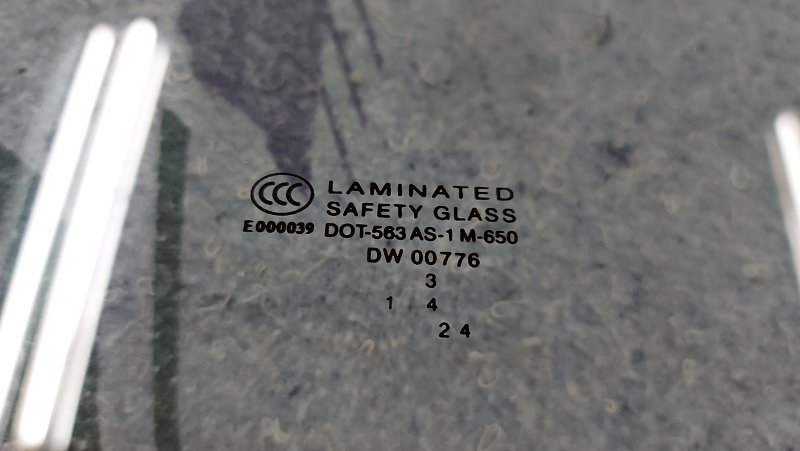 CCC LAMINATED
SAFETY GLASS
E000039 DOT-563 AS-1 M-650
DW 00776
3
1 4
2 4